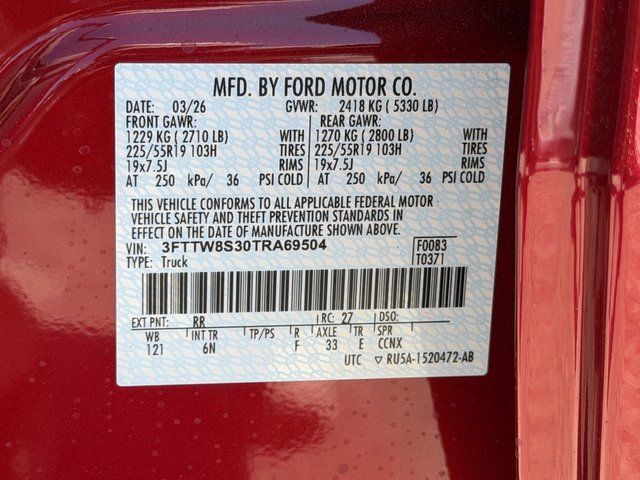 MFD. BY FORD MOTOR CO.
DATE: 03/26 GVWR: 2418 KG ( 5330 LB)
FRONT GAWR: REAR GAWR:
1229 KG ( 2710 LB) WITH 1270 KG ( 2800 LB) WITH
225/55R19 103H TIRES 225/55R19 103H TIRES
19x7.5J RIMS 19x7.5J RIMS
AT 250 kPa/ 36 PSI COLD AT 250 kPa/ 36 PSI COLD
THIS VEHICLE CONFORMS TO ALL APPLICABLE FEDERAL MOTOR
VEHICLE SAFETY AND THEFT PREVENTION STANDARDS IN
EFFECT ON THE DATE OF MANUFACTURE SHOWN ABOVE.
VIN: 3FTTW8S30TRA69504 F0083
TYPE: Truck T0371
EXT PNT: RR RC: 27 DSO:
WB INT TR TP/PS R AXLE TR SPR
121 6N F 33 E CCNX
UTC ▽ RU5A-1520472-AB